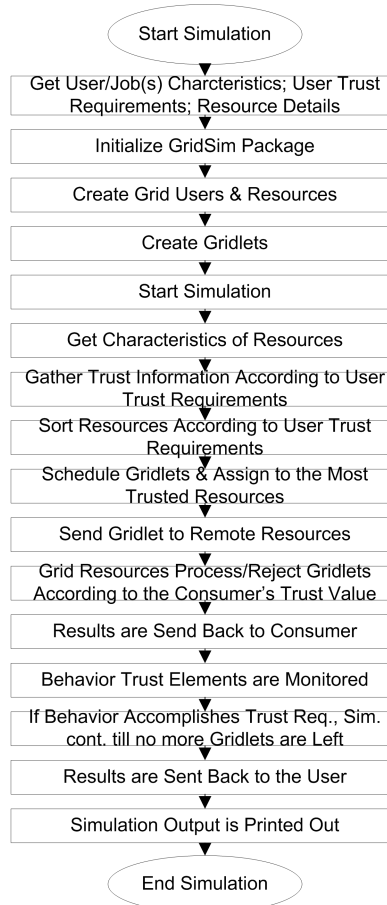 Start Simulation
Get User/Job(s) Charcteristics; User Trust
Requirements; Resource Details
Initialize GridSim Package
Create Grid Users & Resources
Create Gridlets
Start Simulation
Get Characteristics of Resources
Gather Trust Information According to User
Trust Requirements
Sort Resources According to User Trust
Requirements
Schedule Gridlets & Assign to the Most
Trusted Resources
Send Gridlet to Remote Resources
Grid Resources Process/Reject Gridlets
According to the Consumer's Trust Value
Results are Send Back to Consumer
Behavior Trust Elements are Monitored
If Behavior Accomplishes Trust Req., Sim.
cont. till no more Gridlets are Left
Results are Sent Back to the User
Simulation Output is Printed Out
End Simulation